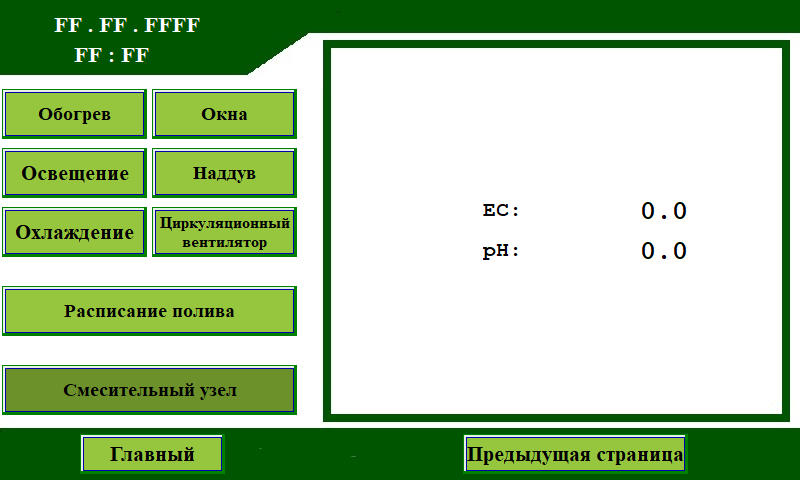 FF . FF . FFFF
FF : FF
Обогрев
Окна
Освещение
Наддув
Охлаждение
Циркуляционный
вентилятор
Расписание полива
Смесительный узел
EC: 0.0
pH: 0.0
Главный
Предыдущая страница